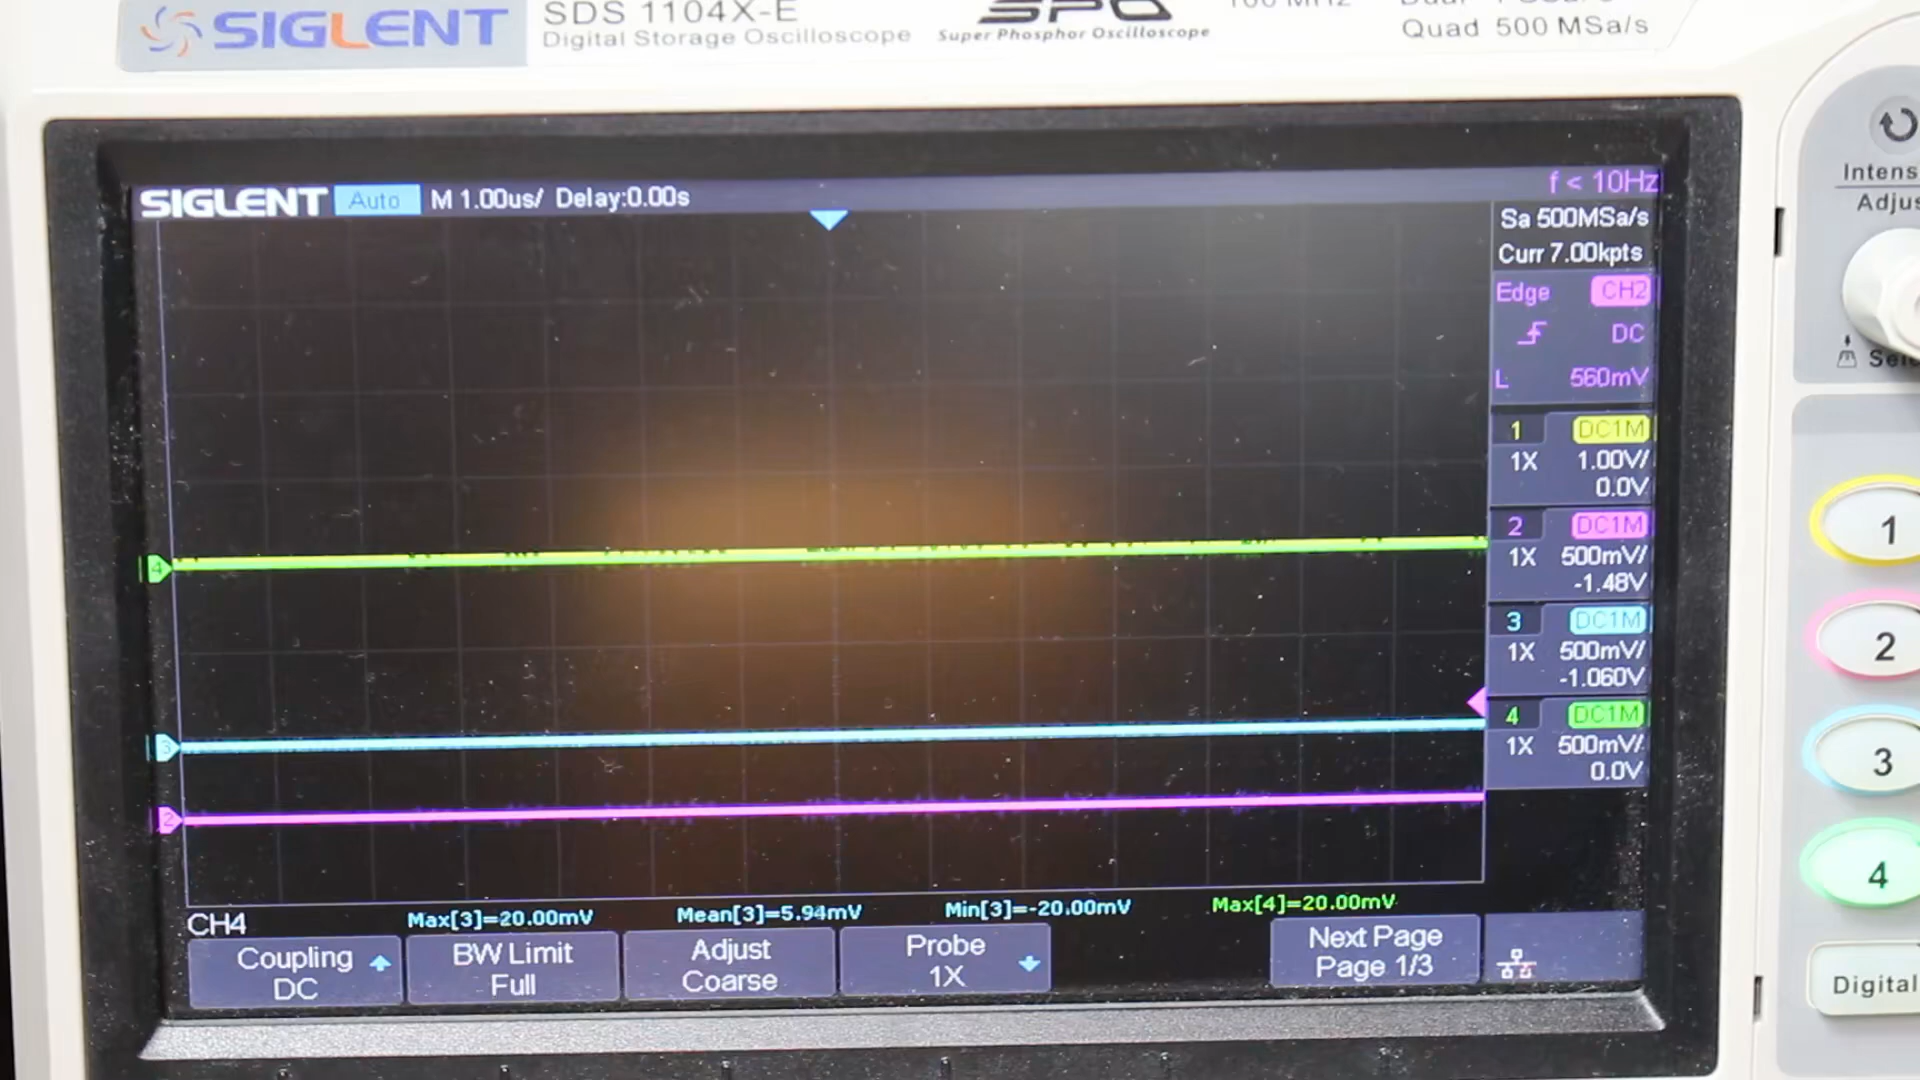 SIGLENT
SDS 1104X-E
Digital Storage Oscilloscope
SPO
Super Phosphor Oscilloscope
Quad 500 MSa/s
SIGLENT Auto M 1.00us/ Delay:0.00s
f < 10Hz
Sa 500MSa/s
Curr 7.00kpts
Edge CH2
DC
L 560mV
1 DC1M
1X 1.00V/
0.0V
2 DC1M
1X 500mV/
-1.48V
3 DC1M
1X 500mV/
-1.060V
4 DC1M
1X 500mV/
0.0V
4
3
2
CH4
Max[3]=20.00mV Mean[3]=5.94mV Min[3]=-20.00mV Max[4]=20.00mV
Coupling
DC
BW Limit
Full
Adjust
Coarse
Probe
1X
Next Page
Page 1/3
Intens
Adjus
1
2
3
4
Digital